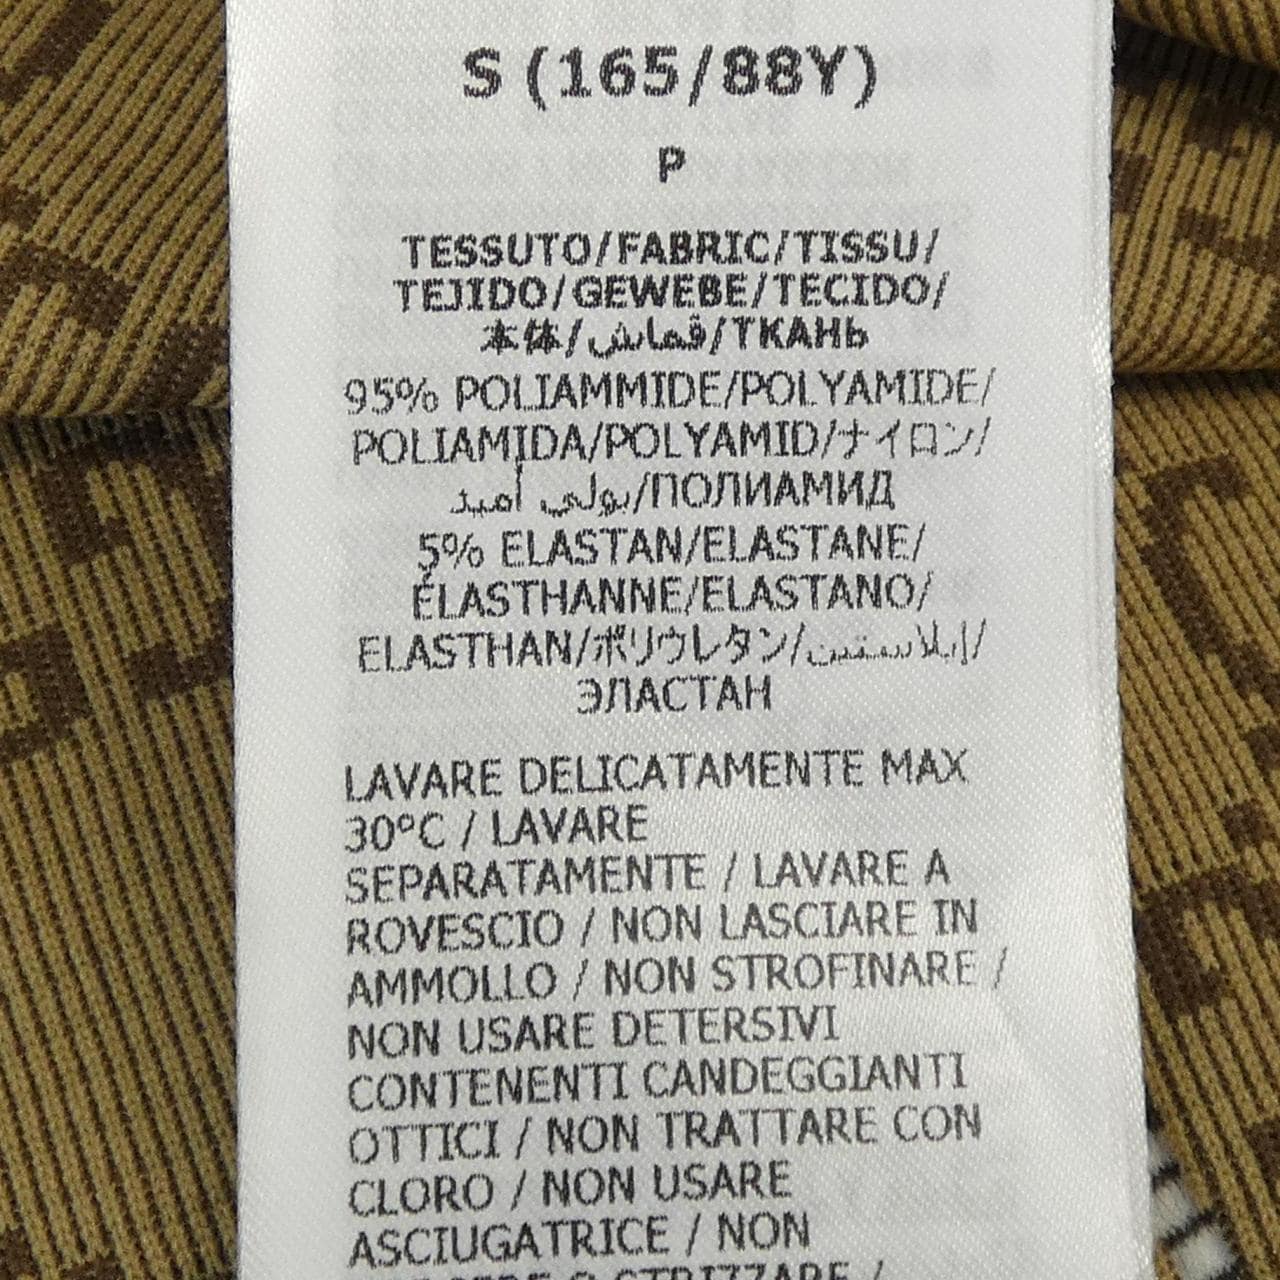 S (165/88Y)
P
TESSUTO/FABRIC/TISSU/
TEJIDO/GEWEBE/TECIDO/
本体/قماش/ТКАНЬ
95% POLIAMMIDE/POLYAMIDE/
POLIAMIDA/POLYAMID/ナイロン/
بولي أميد/ПОЛИАМИД
5% ELASTAN/ELASTANE/
ÉLASTHANNE/ELASTANO/
ELASTHAN/ポリウレタン/إيلاستين/
ЭЛАСТАН
LAVARE DELICATAMENTE MAX
30°C / LAVARE
SEPARATAMENTE / LAVARE A
ROVESCIO / NON LASCIARE IN
AMMOLLO / NON STROFINARE /
NON USARE DETERSIVI
CONTENENTI CANDEGGIANTI
OTTICI / NON TRATTARE CON
CLORO / NON USARE
ASCIUGATRICE / NON
O STRIZZARE /